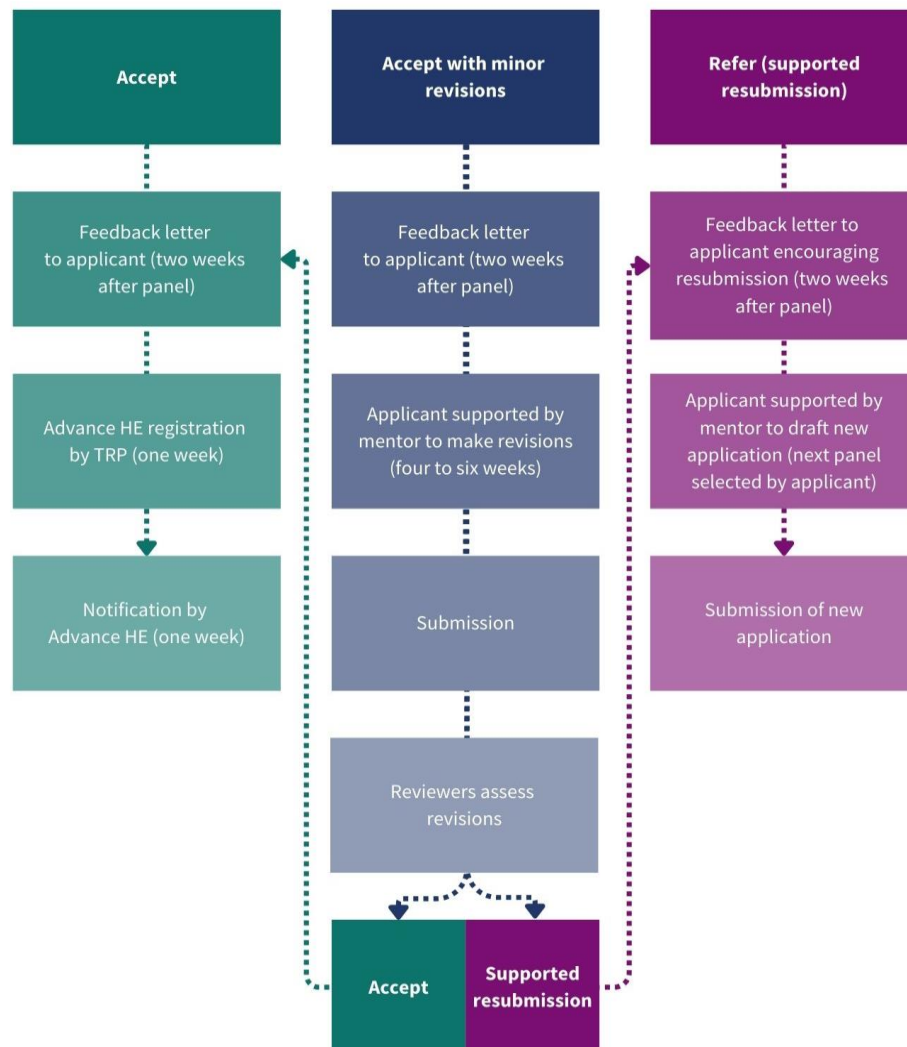 Accept
Feedback letter
to applicant (two weeks
after panel)
Advance HE registration
by TRP (one week)
Notification by
Advance HE (one week)
Accept with minor
revisions
Feedback letter
to applicant (two weeks
after panel)
Applicant supported by
mentor to make revisions
(four to six weeks)
Submission
Reviewers assess
revisions
Accept
Supported
resubmission
Refer (supported
resubmission)
Feedback letter to
applicant encouraging
resubmission (two weeks
after panel)
Applicant supported by
mentor to draft new
application (next panel
selected by applicant)
Submission of new
application